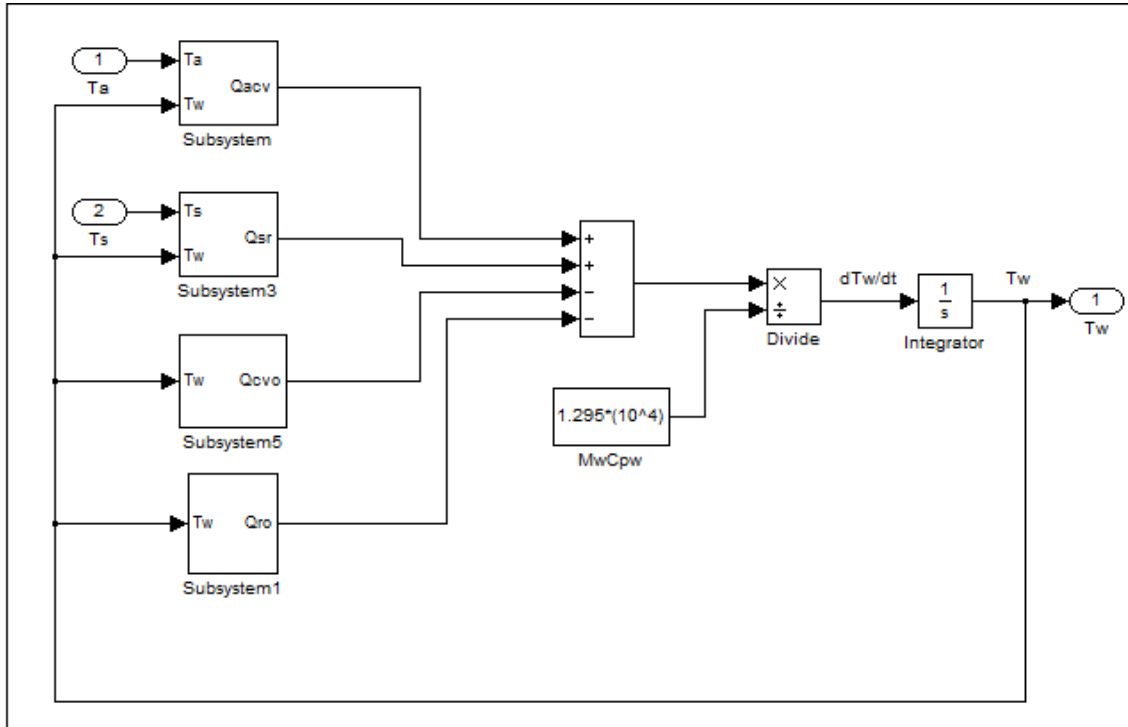 1
Ta
Ta
Tw
Qacv
Subsystem
2
Ts
Ts
Tw
Qsr
Subsystem3
Tw
Qcvo
Subsystem5
Tw
Qro
Subsystem1
+
+
−
−
1.295*(10^4)
MwCpw
×
÷
Divide
dTw/dt
1
s
Integrator
Tw
1
Tw